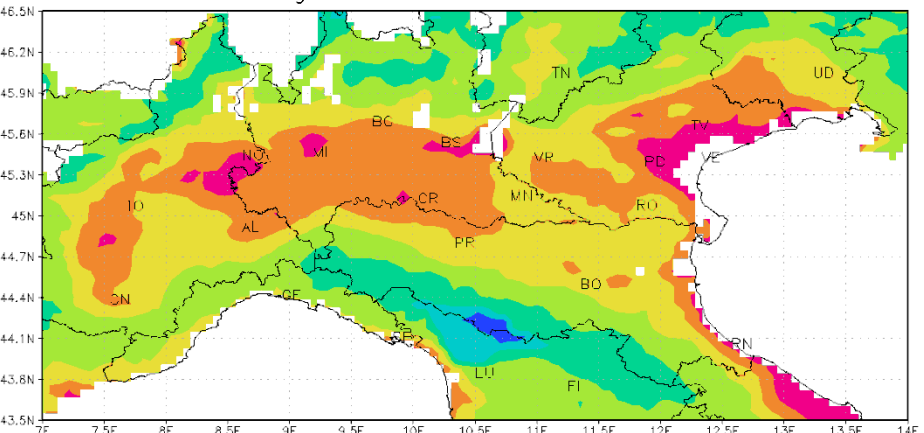 46.5N
46.2N
TN UD
45.9N
BG TV
45.6N
NO MI BS VR PD VE
45.3N
TO CR MN RO
45N
AL PR
44.7N
BO
44.4N
CN GE
44.1N
RN
LU
43.8N
FI
43.5N
7E 7.5E 8E 8.5E 9E 9.5E 10E 10.5E 11E 11.5E 12E 12.5E 13E 13.5E 14E